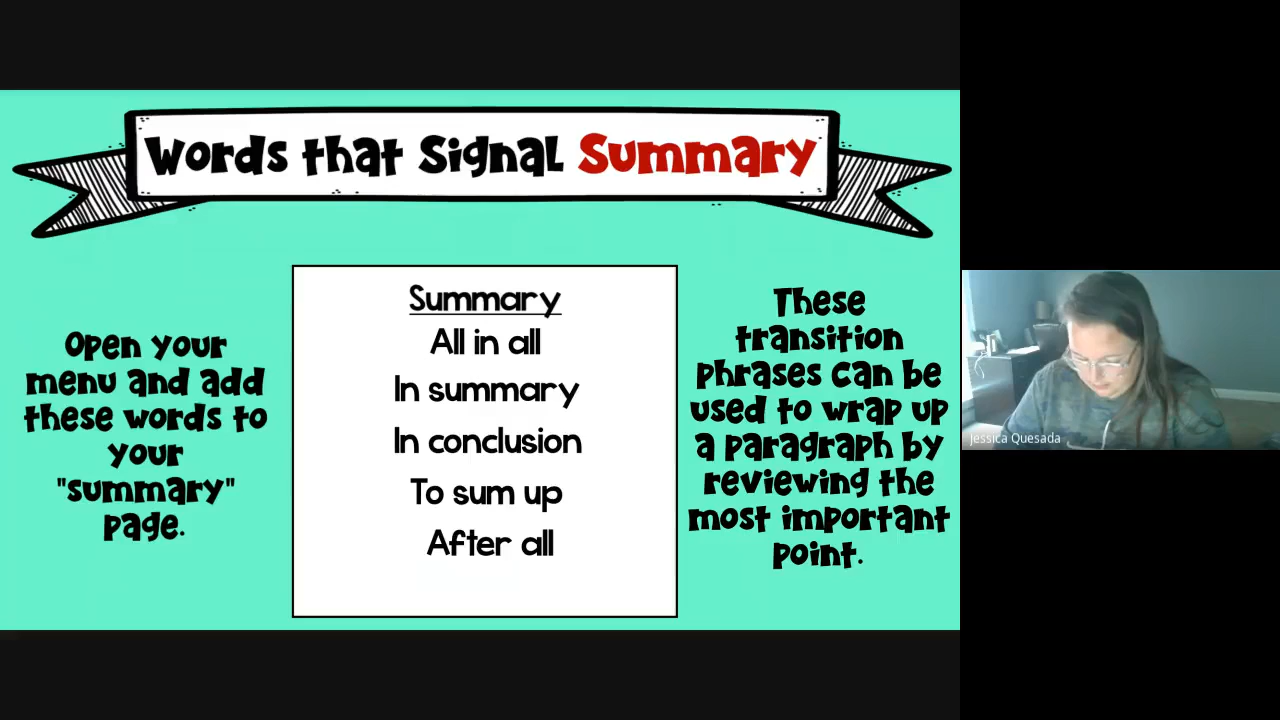 Words that Signal Summary
Open your
menu and add
these words to
your
"summary"
page.
Summary
All in all
In summary
In conclusion
To sum up
After all
These
transition
phrases can be
used to wrap up
a paragraph by
reviewing the
most important
point.
Jessica Quesada